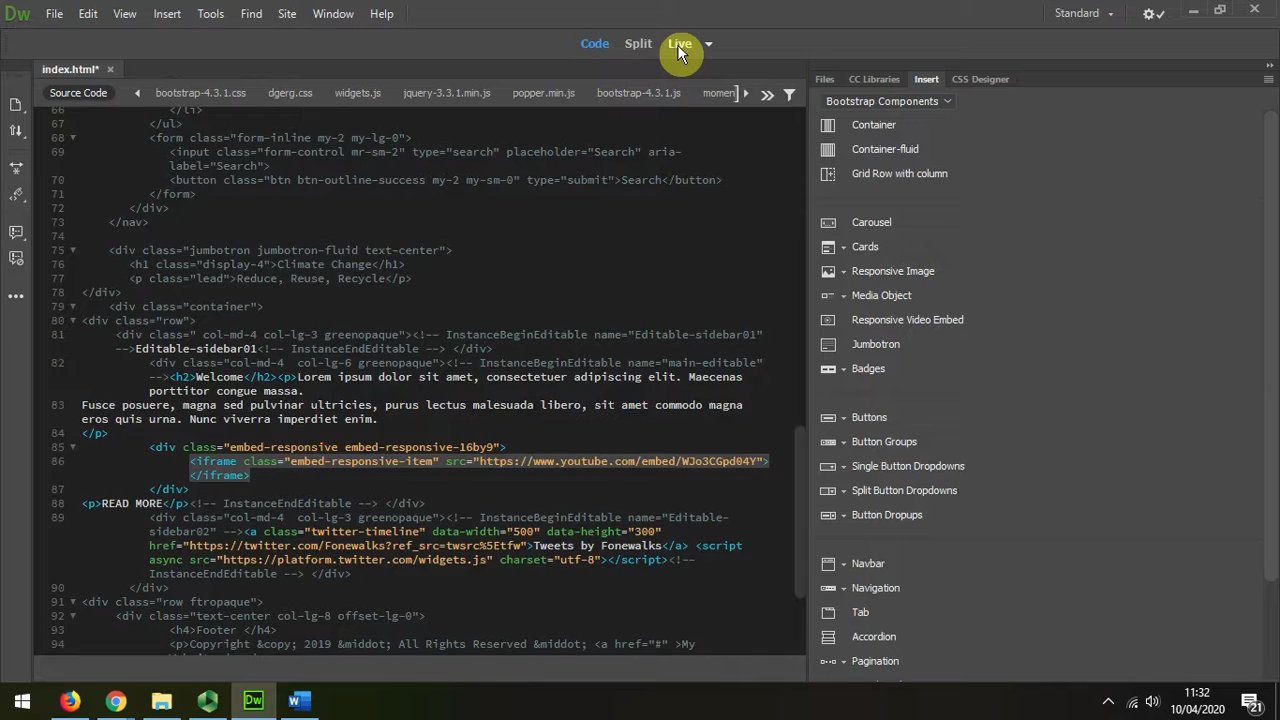 Dw File Edit View Insert Tools Find Site Window Help Standard
Code Split Live
index.html* ×
Files CC Libraries Insert CSS Designer
Source Code bootstrap-4.3.1.css dgerg.css widgets.js jquery-3.3.1.min.js popper.min.js bootstrap-4.3.1.js momen
Bootstrap Components
66 </li>
67 </ul>
68 <form class="form-inline my-2 my-lg-0">
69 <input class="form-control mr-sm-2" type="search" placeholder="Search" aria-
label="Search">
70 <button class="btn btn-outline-success my-2 my-sm-0" type="submit">Search</button>
71 </form>
72 </div>
73 </nav>
74
75 <div class="jumbotron jumbotron-fluid text-center">
76 <h1 class="display-4">Climate Change</h1>
77 <p class="lead">Reduce, Reuse, Recycle</p>
78 </div>
79 <div class="container">
80 <div class="row">
81 <div class=" col-md-4 col-lg-3 greenopaque"><!-- InstanceBeginEditable name="Editable-sidebar01"
-->Editable-sidebar01<!-- InstanceEndEditable --> </div>
82 <div class="col-md-4  col-lg-6 greenopaque"><!-- InstanceBeginEditable name="main-editable"
--><h2>Welcome</h2><p>Lorem ipsum dolor sit amet, consectetuer adipiscing elit. Maecenas
porttitor congue massa.
83 Fusce posuere, magna sed pulvinar ultricies, purus lectus malesuada libero, sit amet commodo magna
eros quis urna. Nunc viverra imperdiet enim.
84 </p>
85 <div class="embed-responsive embed-responsive-16by9">
86 <iframe class="embed-responsive-item" src="https://www.youtube.com/embed/WJo3CGpd04Y">
</iframe>
87 </div>
88 <p>READ MORE</p><!-- InstanceEndEditable --> </div>
89 <div class="col-md-4  col-lg-3 greenopaque"><!-- InstanceBeginEditable name="Editable-
sidebar02" --><a class="twitter-timeline" data-width="500" data-height="300"
href="https://twitter.com/Fonewalks?ref_src=twsrc%5Etfw">Tweets by Fonewalks</a> <script
async src="https://platform.twitter.com/widgets.js" charset="utf-8"></script><!--
InstanceEndEditable --> </div>
90 </div>
91 <div class="row ftropaque">
92 <div class="text-center col-lg-8 offset-lg-0">
93 <h4>Footer </h4>
94 <p>Copyright &copy; 2019 &middot; All Rights Reserved &middot; <a href="#" >My
Container
Container-fluid
Grid Row with column
Carousel
Cards
Responsive Image
Media Object
Responsive Video Embed
Jumbotron
Badges
Buttons
Button Groups
Single Button Dropdowns
Split Button Dropdowns
Button Dropups
Navbar
Navigation
Tab
Accordion
Pagination
Dw 11:32
10/04/2020 21